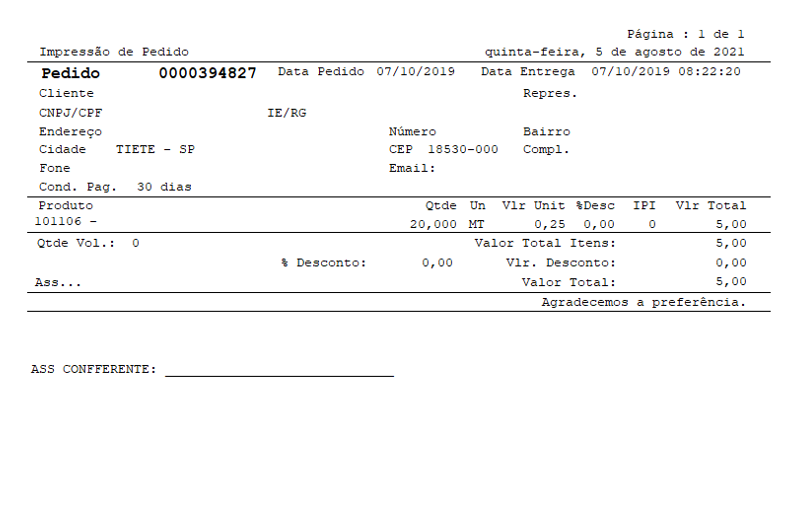 Página : 1 de 1
Impressão de Pedido quinta-feira, 5 de agosto de 2021
Pedido 0000394827 Data Pedido 07/10/2019 Data Entrega 07/10/2019 08:22:20
Cliente Repres.
CNPJ/CPF IE/RG
Endereço Número Bairro
Cidade TIETE - SP CEP 18530-000 Compl.
Fone Email:
Cond. Pag. 30 dias
Produto Qtde Un Vlr Unit %Desc IPI Vlr Total
101106 - 20,000 MT 0,25 0,00 0 5,00
Qtde Vol.: 0 Valor Total Itens: 5,00
% Desconto: 0,00 Vlr. Desconto: 0,00
Ass... Valor Total: 5,00
Agradecemos a preferência.
ASS CONFFERENTE: